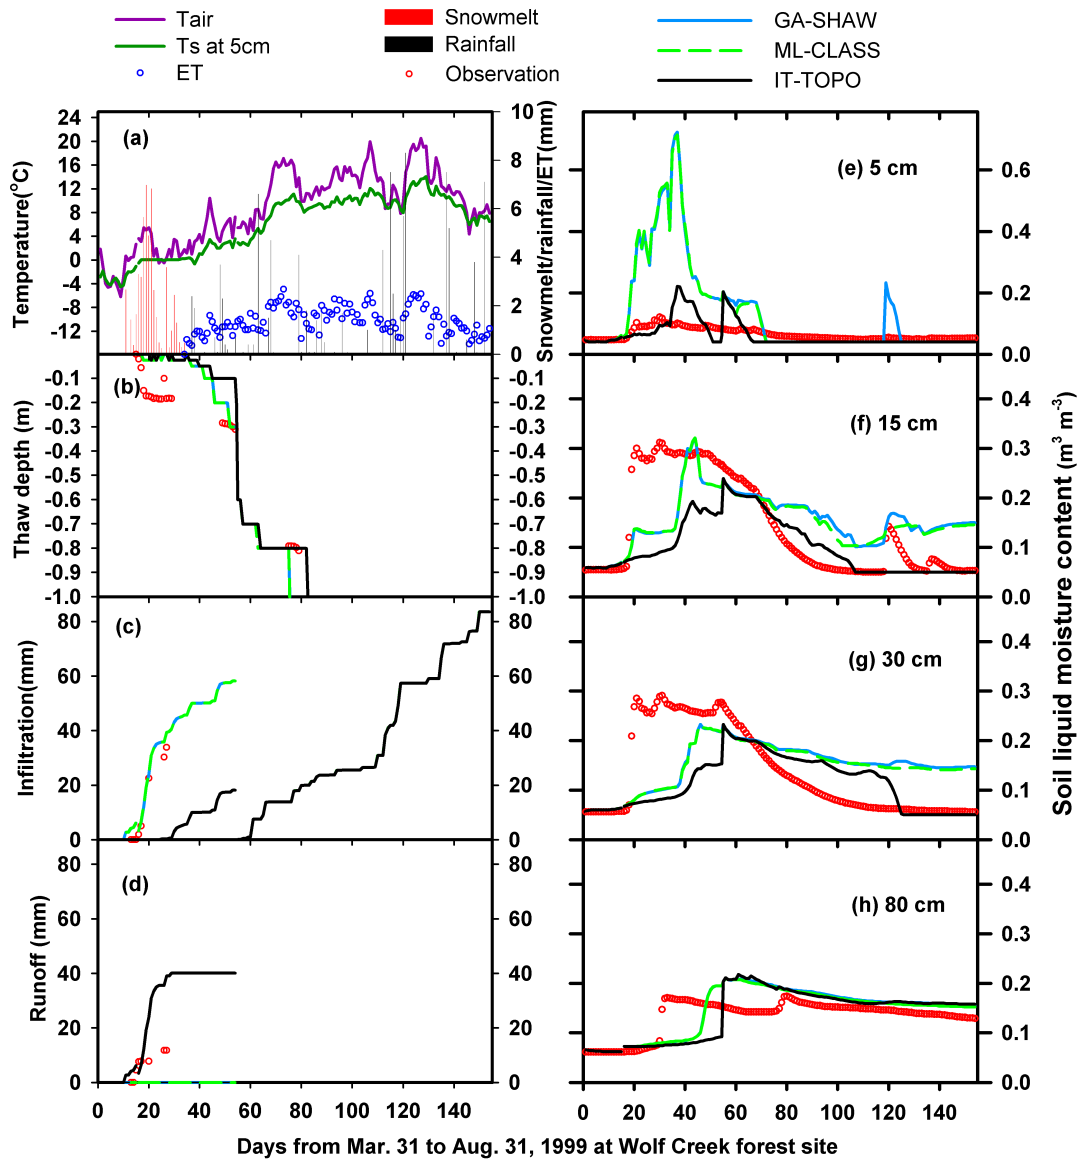 Tair
Ts at 5cm
ET
Snowmelt
Rainfall
Observation
GA-SHAW
ML-CLASS
IT-TOPO
Temperature(°C)
24
20
16
12
8
4
0
-4
-8
-12
(a)
10
8
6
4
2
0
Snowmelt/rainfall/ET(mm)
Thaw depth (m)
-0.1
-0.2
-0.3
-0.4
-0.5
-0.6
-0.7
-0.8
-0.9
-1.0
(b)
-0.1
-0.2
-0.3
-0.4
-0.5
-0.6
-0.7
-0.8
-0.9
-1.0
Infiltration(mm)
80
60
40
20
0
(c)
80
60
40
20
0
Runoff (mm)
80
60
40
20
0
(d)
80
60
40
20
0
0 20 40 60 80 100 120 140
(e) 5 cm
0.6
0.4
0.2
0.0
(f) 15 cm
0.4
0.3
0.2
0.1
0.0
(g) 30 cm
0.4
0.3
0.2
0.1
0.0
(h) 80 cm
0.4
0.3
0.2
0.1
0.0
0 20 40 60 80 100 120 140
Soil liquid moisture content (m³ m⁻³)
Days from Mar. 31 to Aug. 31, 1999 at Wolf Creek forest site